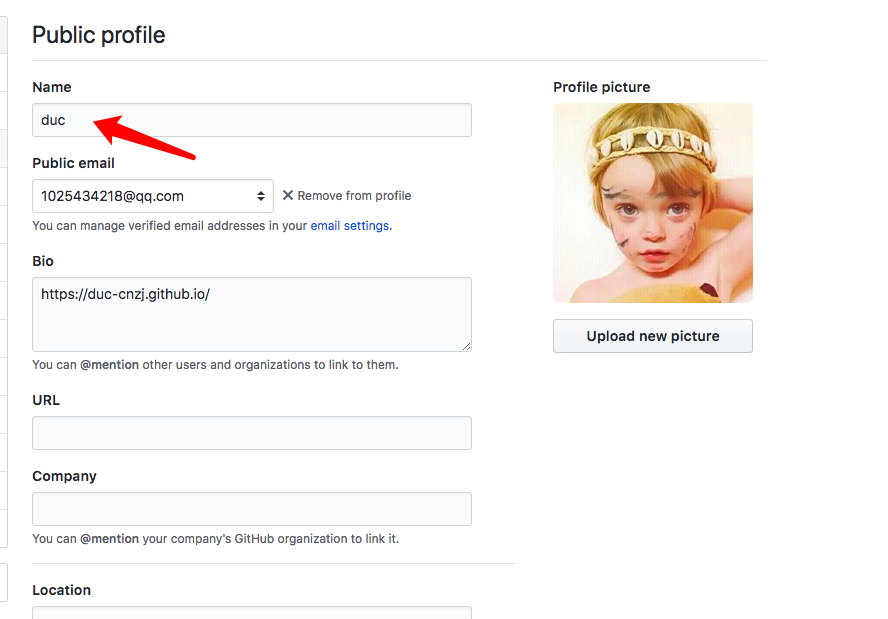 Public profile
Name
duc
Public email
1025434218@qq.com
Remove from profile
You can manage verified email addresses in your email settings.
Bio
https://duc-cnzj.github.io/
You can @mention other users and organizations to link to them.
URL
Company
You can @mention your company's GitHub organization to link it.
Location
Profile picture
Upload new picture